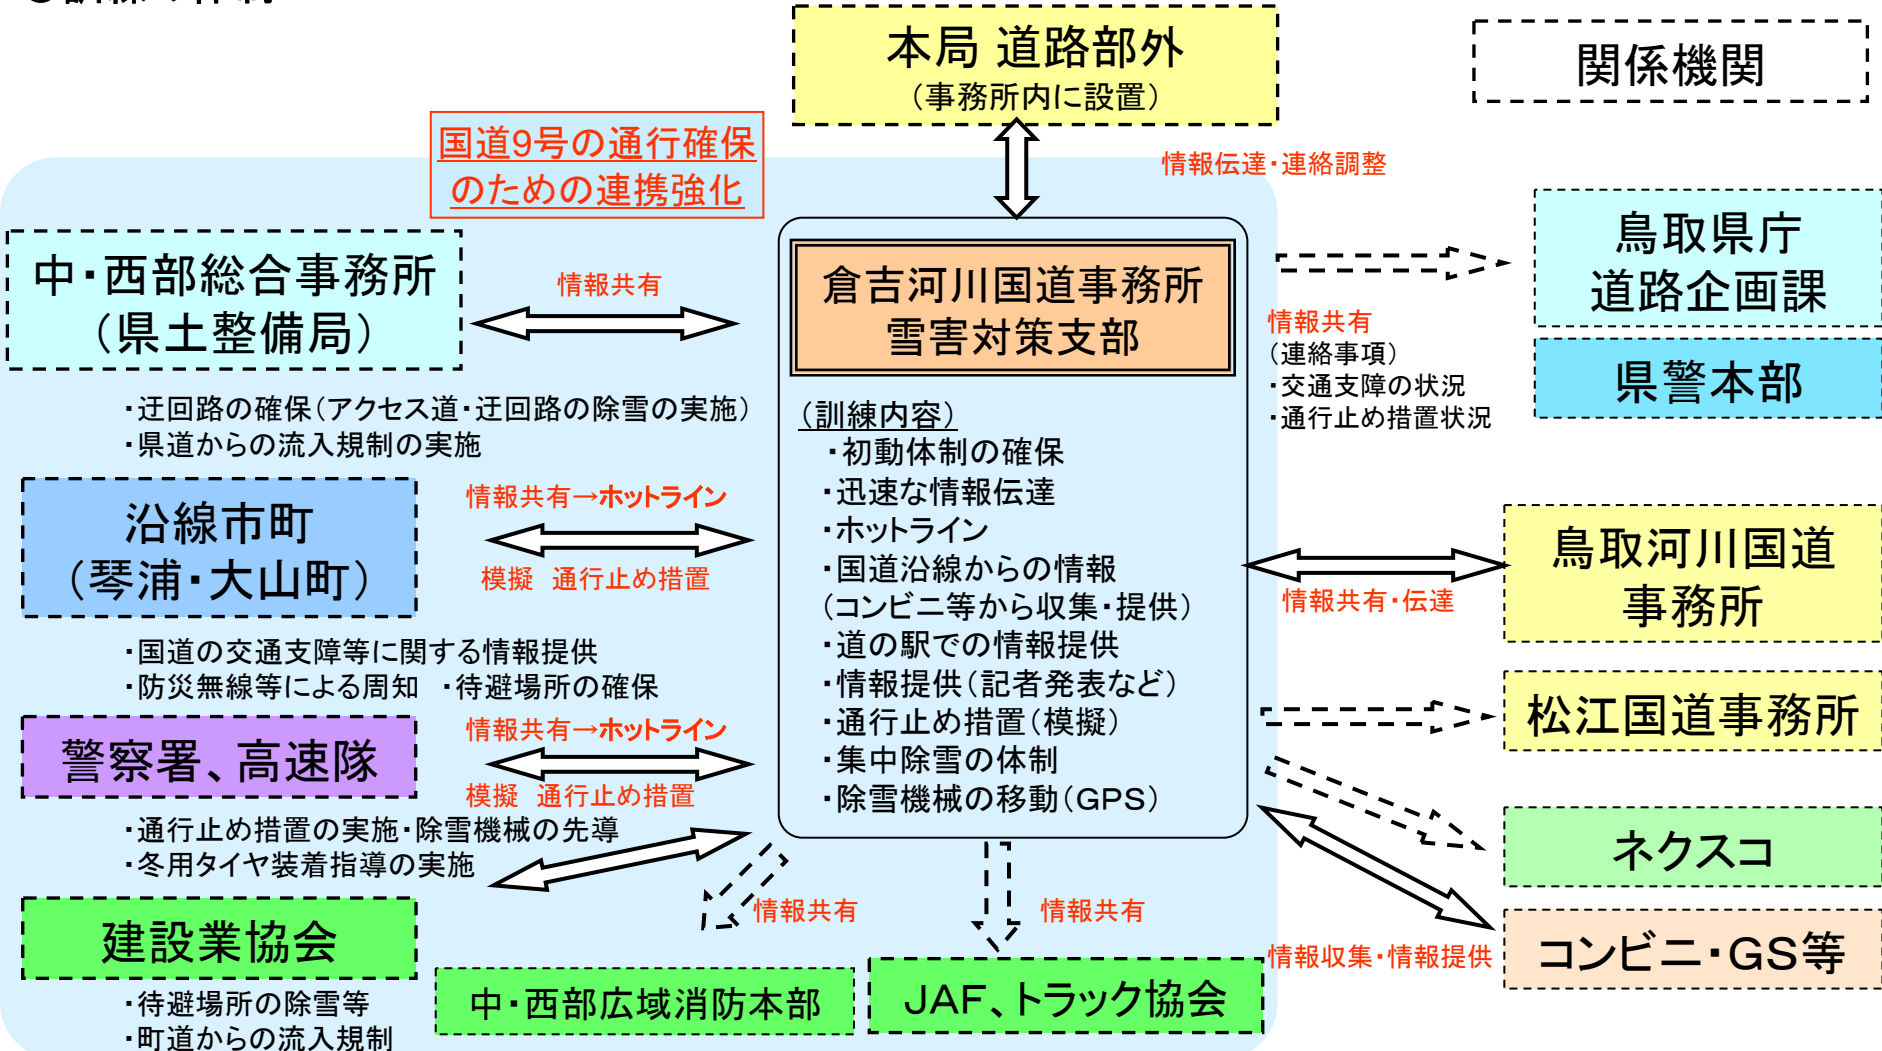 本局 道路部外
（事務所内に設置）
関係機関
国道9号の通行確保
のための連携強化
情報伝達・連絡調整
中・西部総合事務所
（県土整備局）
情報共有
倉吉河川国道事務所
雪害対策支部
鳥取県庁
道路企画課
情報共有
（連絡事項）
・交通支障の状況
・通行止め措置状況
県警本部
・迂回路の確保（アクセス道・迂回路の除雪の実施）
・県道からの流入規制の実施
（訓練内容）
・初動体制の確保
・迅速な情報伝達
・ホットライン
・国道沿線からの情報
（コンビニ等から収集・提供）
・道の駅での情報提供
・情報提供（記者発表など）
・通行止め措置（模擬）
・集中除雪の体制
・除雪機械の移動（GPS）
沿線市町
（琴浦・大山町）
情報共有→ホットライン
模擬　通行止め措置
鳥取河川国道
事務所
情報共有・伝達
・国道の交通支障等に関する情報提供
・防災無線等による周知　・待避場所の確保
松江国道事務所
警察署、高速隊
情報共有→ホットライン
模擬　通行止め措置
・通行止め措置の実施・除雪機械の先導
・冬用タイヤ装着指導の実施
ネクスコ
建設業協会
情報共有
情報共有
コンビニ・GS等
情報収集・情報提供
・待避場所の除雪等
・町道からの流入規制
中・西部広域消防本部
JAF、トラック協会